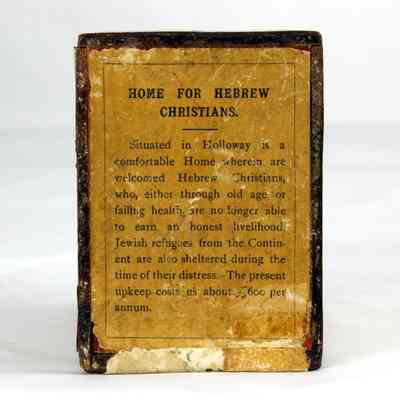 HOME FOR HEBREW
CHRISTIANS.
Situated in Holloway is a
comfortable Home wherein are
welcomed Hebrew Christians,
who, either through old age or
failing health, are no longer able
to earn an honest livelihood.
Jewish refugees from the Contin-
ent are also sheltered during the
time of their distress. The present
upkeep costs us about £600 per
annum.